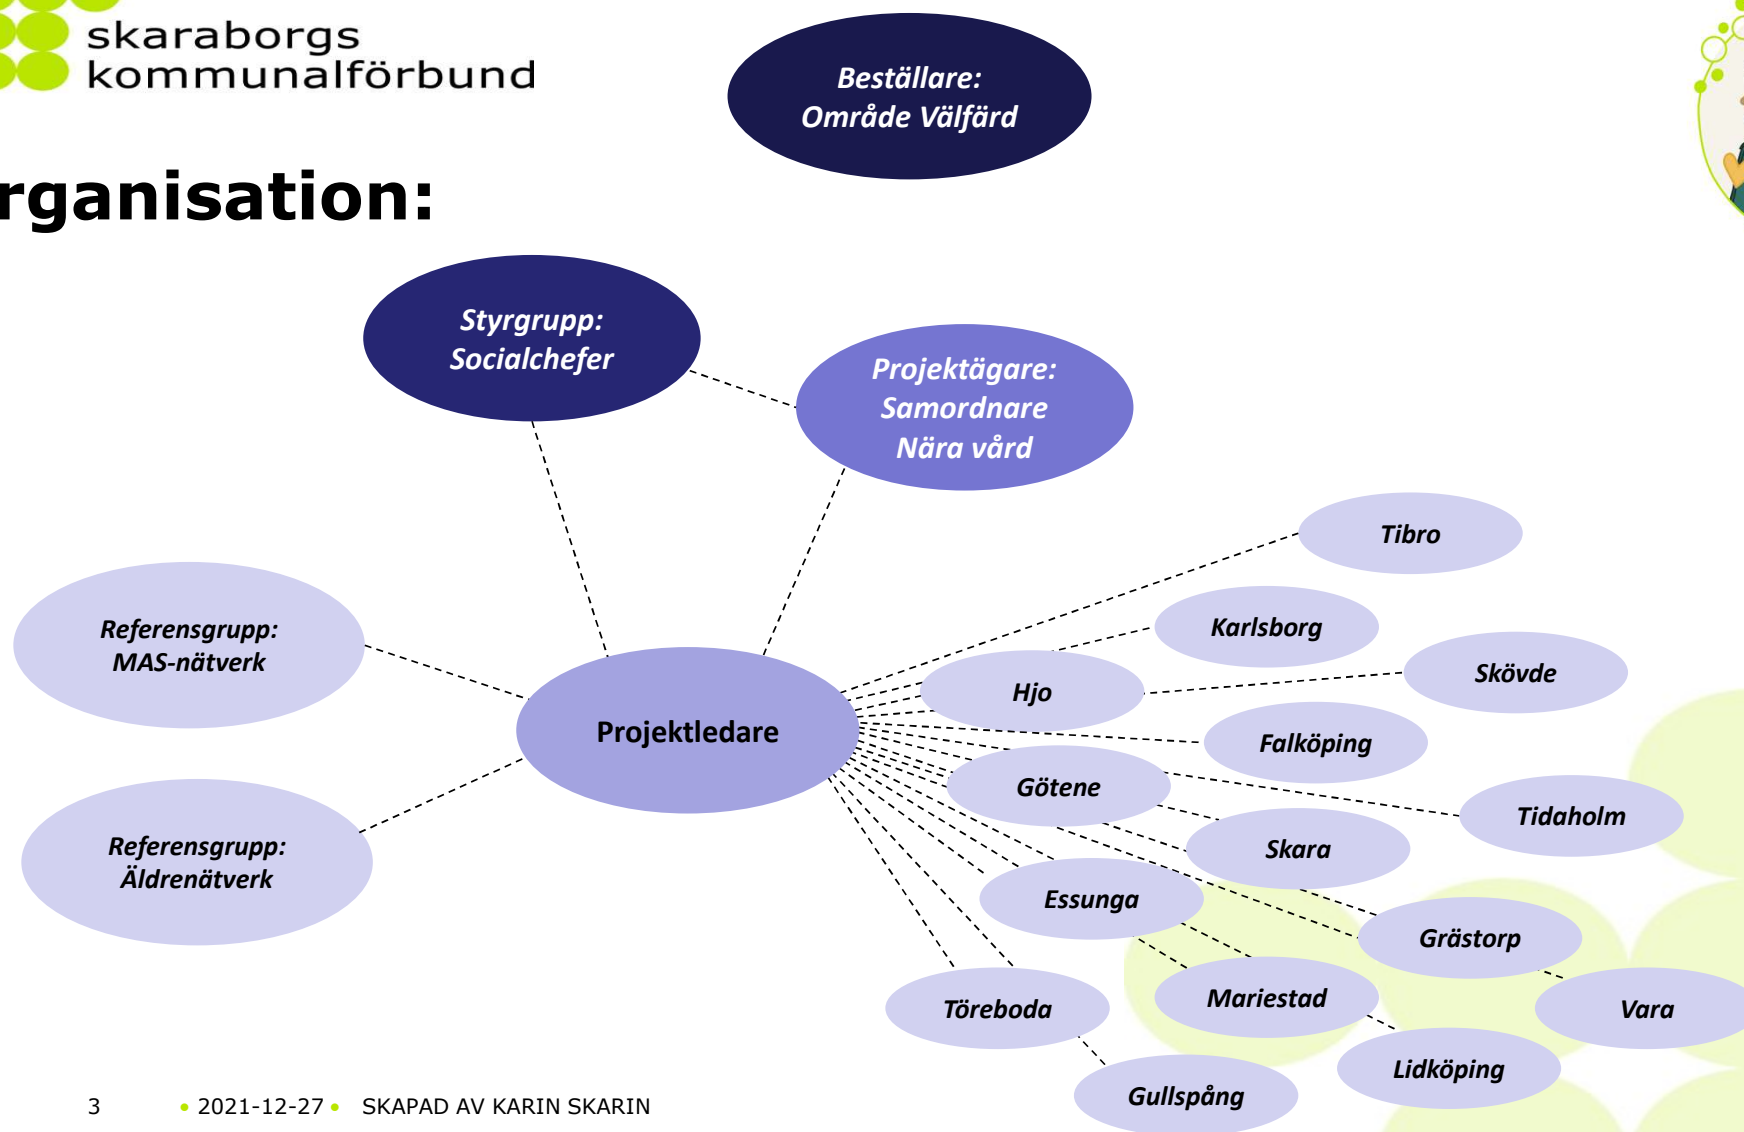 skaraborgs
kommunalförbund
Beställare:
Område Välfärd
rganisation:
Styrgrupp:
Socialchefer
Projektägare:
Samordnare
Nära vård
Tibro
Karlsborg
Referensgrupp:
MAS-nätverk
Hjo
Skövde
Projektledare
Falköping
Götene
Tidaholm
Skara
Referensgrupp:
Äldrenätverk
Essunga
Grästorp
Mariestad
Töreboda
Vara
Lidköping
Gullspång
3 • 2021-12-27 • SKAPAD AV KARIN SKARIN